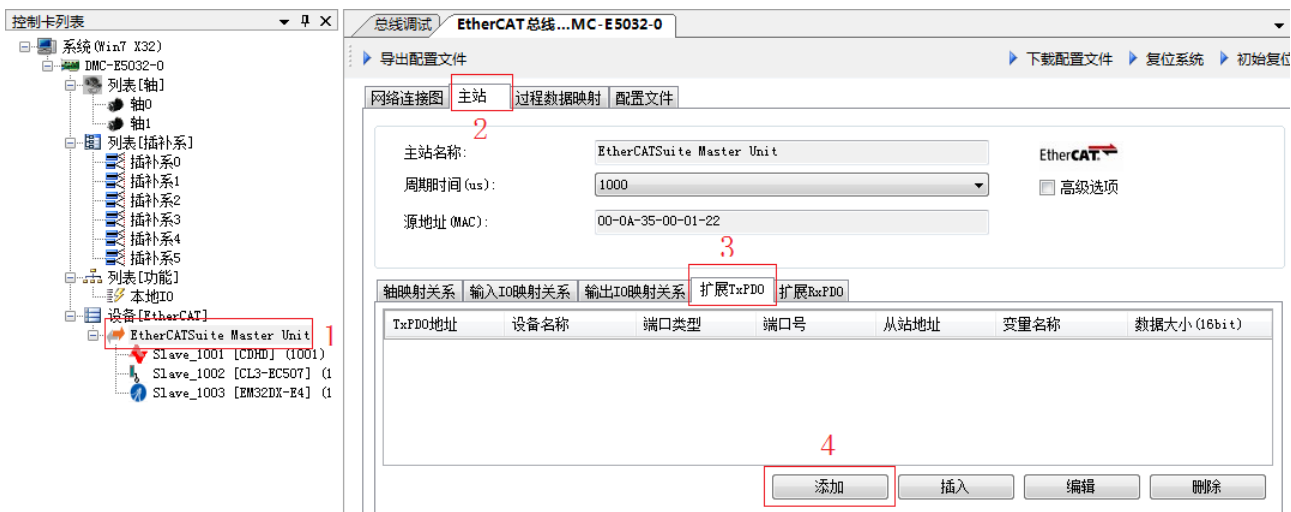 控制卡列表
系统(Win7 X32)
DMC-E5032-0
列表[轴]
轴0
轴1
列表[插补系]
插补系0
插补系1
插补系2
插补系3
插补系4
插补系5
列表[功能]
本地IO
设备[EtherCAT]
EtherCATSuite Master Unit
1
Slave_1001 [CDHD] (1001)
Slave_1002 [CL3-EC507] (1
Slave_1003 [EM32DX-E4] (1
总线调试 EtherCAT总线...MC-E5032-0
导出配置文件 下载配置文件 复位系统 初始复位
网络连接图 主站 过程数据映射 配置文件
2
主站名称: EtherCATSuite Master Unit EtherCAT
周期时间(us): 1000 高级选项
源地址(MAC): 00-0A-35-00-01-22
3
轴映射关系 输入IO映射关系 输出IO映射关系 扩展TxPDO 扩展RxPDO
TxPDO地址 设备名称 端口类型 端口号 从站地址 变量名称 数据大小(16bit)
4
添加 插入 编辑 删除